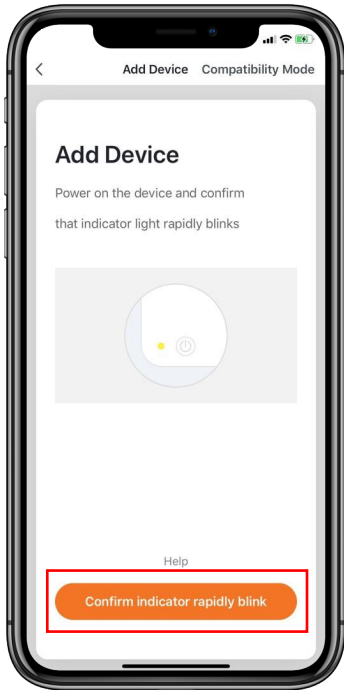 Add Device Compatibility Mode
Add Device
Power on the device and confirm
that indicator light rapidly blinks
Help
Confirm indicator rapidly blink